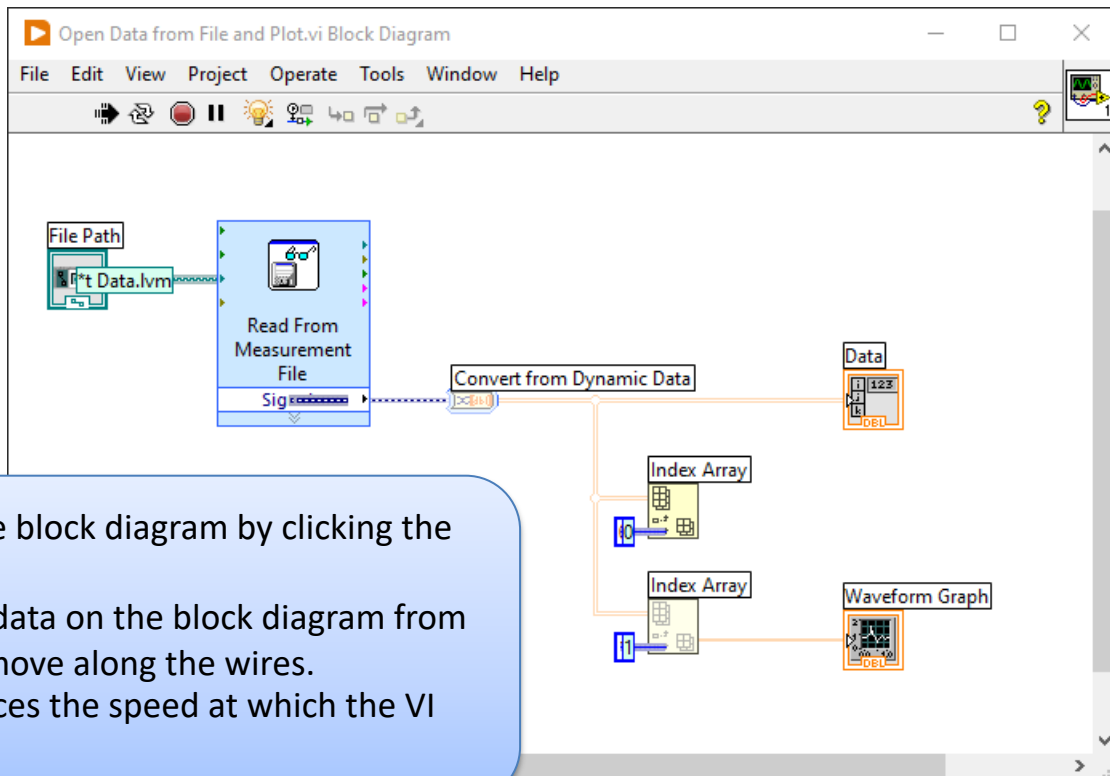 Open Data from File and Plot.vi Block Diagram
File Edit View Project Operate Tools Window Help
1
File Path
*t Data.lvm
Read From
Measurement
File
Convert from Dynamic Data
Data
i 123
j
k
DBL
Index Array
0
Index Array
1
Waveform Graph
2
0
DBL
e block diagram by clicking the
data on the block diagram from
move along the wires.
ces the speed at which the VI